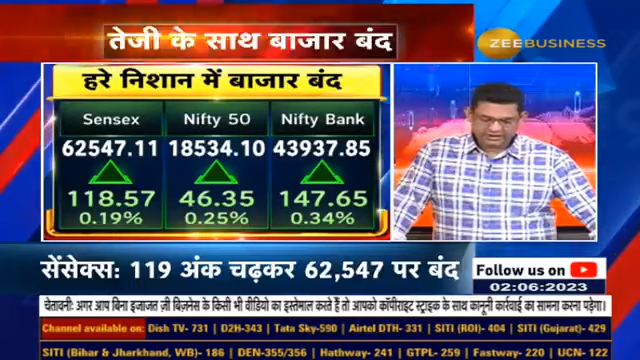 तेजी के साथ बाजार बंद
ZEEBUSINESS
हरे निशान में बाजार बंद
Sensex Nifty 50 Nifty Bank
62547.11 18534.10 43937.85
118.57 46.35 147.65
0.19% 0.25% 0.34%
सेंसेक्स: 119 अंक चढ़कर 62,547 पर बंद
Follow us on
02:06:2023
चेतावनी: अगर आप बिना इजाजत ज़ी बिज़नेस के किसी भी वीडियो का इस्तेमाल करते हैं तो आपको कॉपीराइट स्ट्राइक के साथ कानूनी कार्रवाई का सामना करना पड़ेगा।
Channel available on: Dish TV- 731 | D2H-343 | Tata Sky-590 | Airtel DTH- 331 | SITI (ROI) - 404 | SITI (Gujarat) - 429
SITI (Bihar & Jharkhand, WB) - 186 | DEN-355/356 | Hathway- 241 | GTPL- 259 | Fastway- 220 | UCN- 122